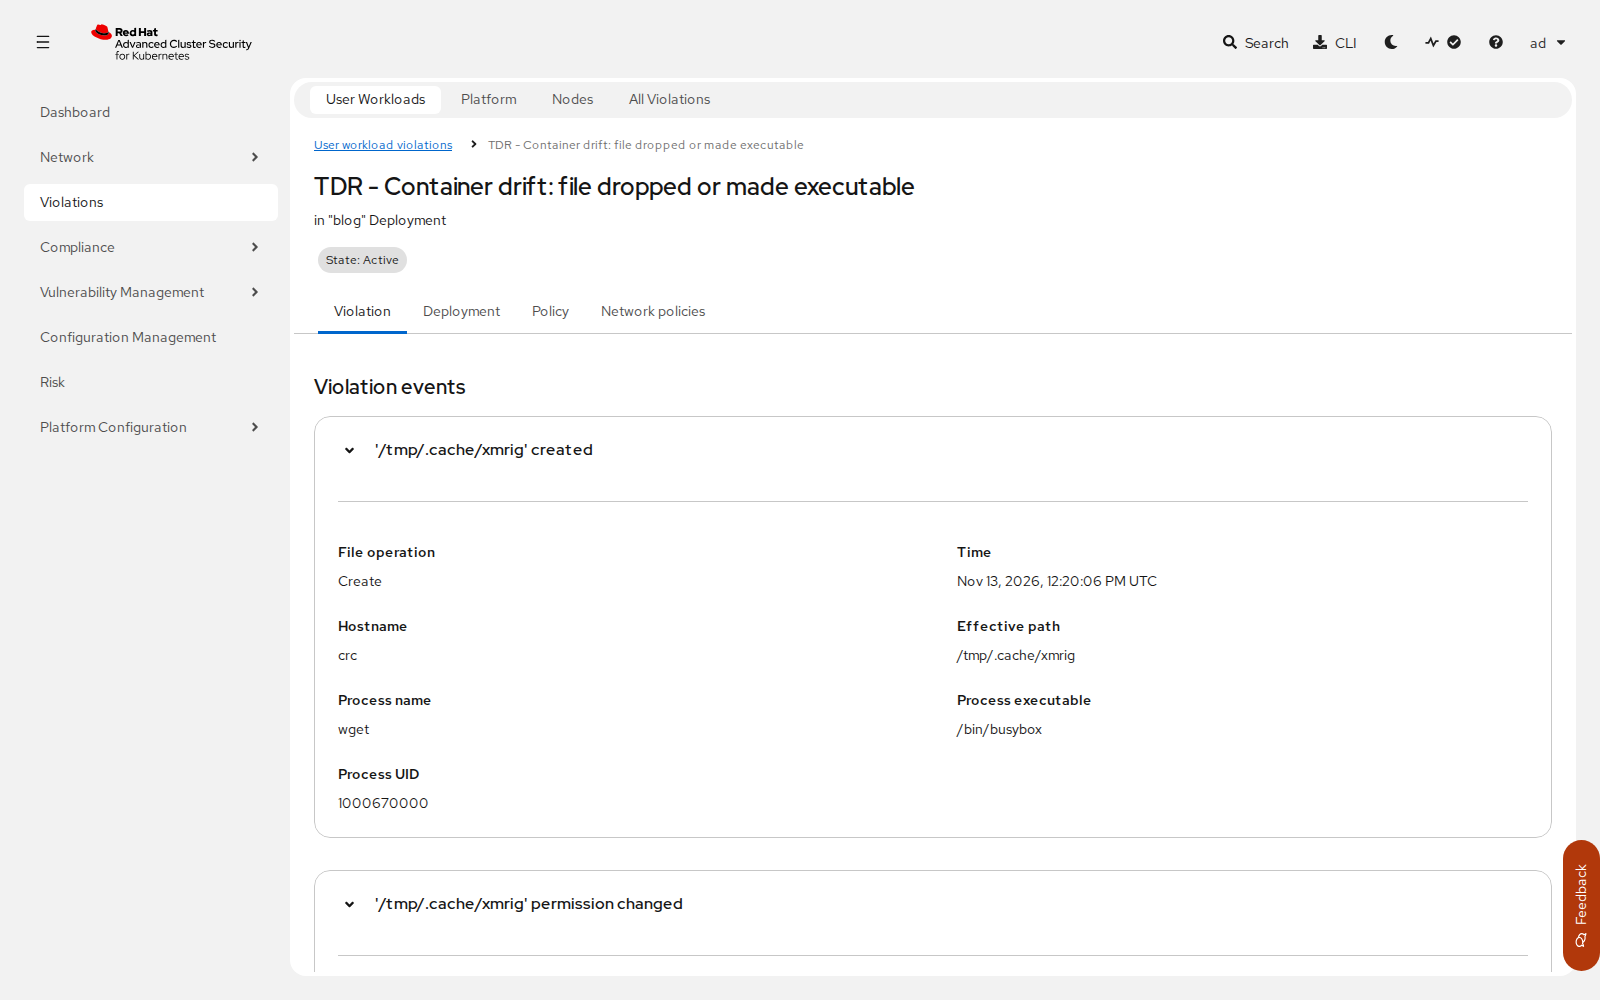 Red Hat
Advanced Cluster Security
for Kubernetes
Search
CLI
ad
Dashboard
Network
Violations
Compliance
Vulnerability Management
Configuration Management
Risk
Platform Configuration
User Workloads
Platform
Nodes
All Violations
User workload violations
TDR - Container drift: file dropped or made executable
TDR - Container drift: file dropped or made executable
in "blog" Deployment
State: Active
Violation
Deployment
Policy
Network policies
Violation events
'/tmp/.cache/xmrig' created
File operation
Create
Time
Nov 13, 2026, 12:20:06 PM UTC
Hostname
crc
Effective path
/tmp/.cache/xmrig
Process name
wget
Process executable
/bin/busybox
Process UID
1000670000
'/tmp/.cache/xmrig' permission changed
Feedback